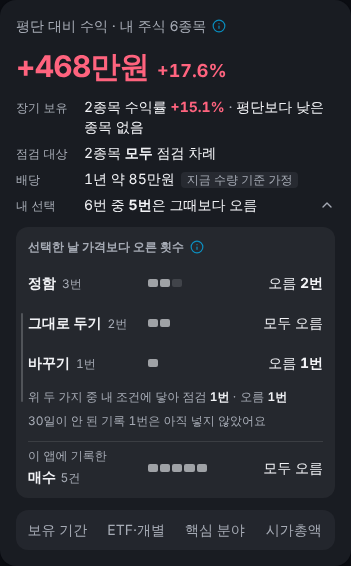 평단 대비 수익 · 내 주식 6종목
+468만원 +17.6%
장기 보유 2종목 수익률 +15.1% · 평단보다 낮은
종목 없음
점검 대상 2종목 모두 점검 차례
배당 1년 약 85만원 지금 수량 기준 가정
내 선택 6번 중 5번은 그때보다 오름
선택한 날 가격보다 오른 횟수
정함 3번 오름 2번
그대로 두기 2번 모두 오름
바꾸기 1번 오름 1번
위 두 가지 중 내 조건에 닿아 점검 1번 · 오름 1번
30일이 안 된 기록 1번은 아직 넣지 않았어요
이 앱에 기록한
매수 5건 모두 오름
보유 기간 ETF·개별 핵심 분야 시가총액